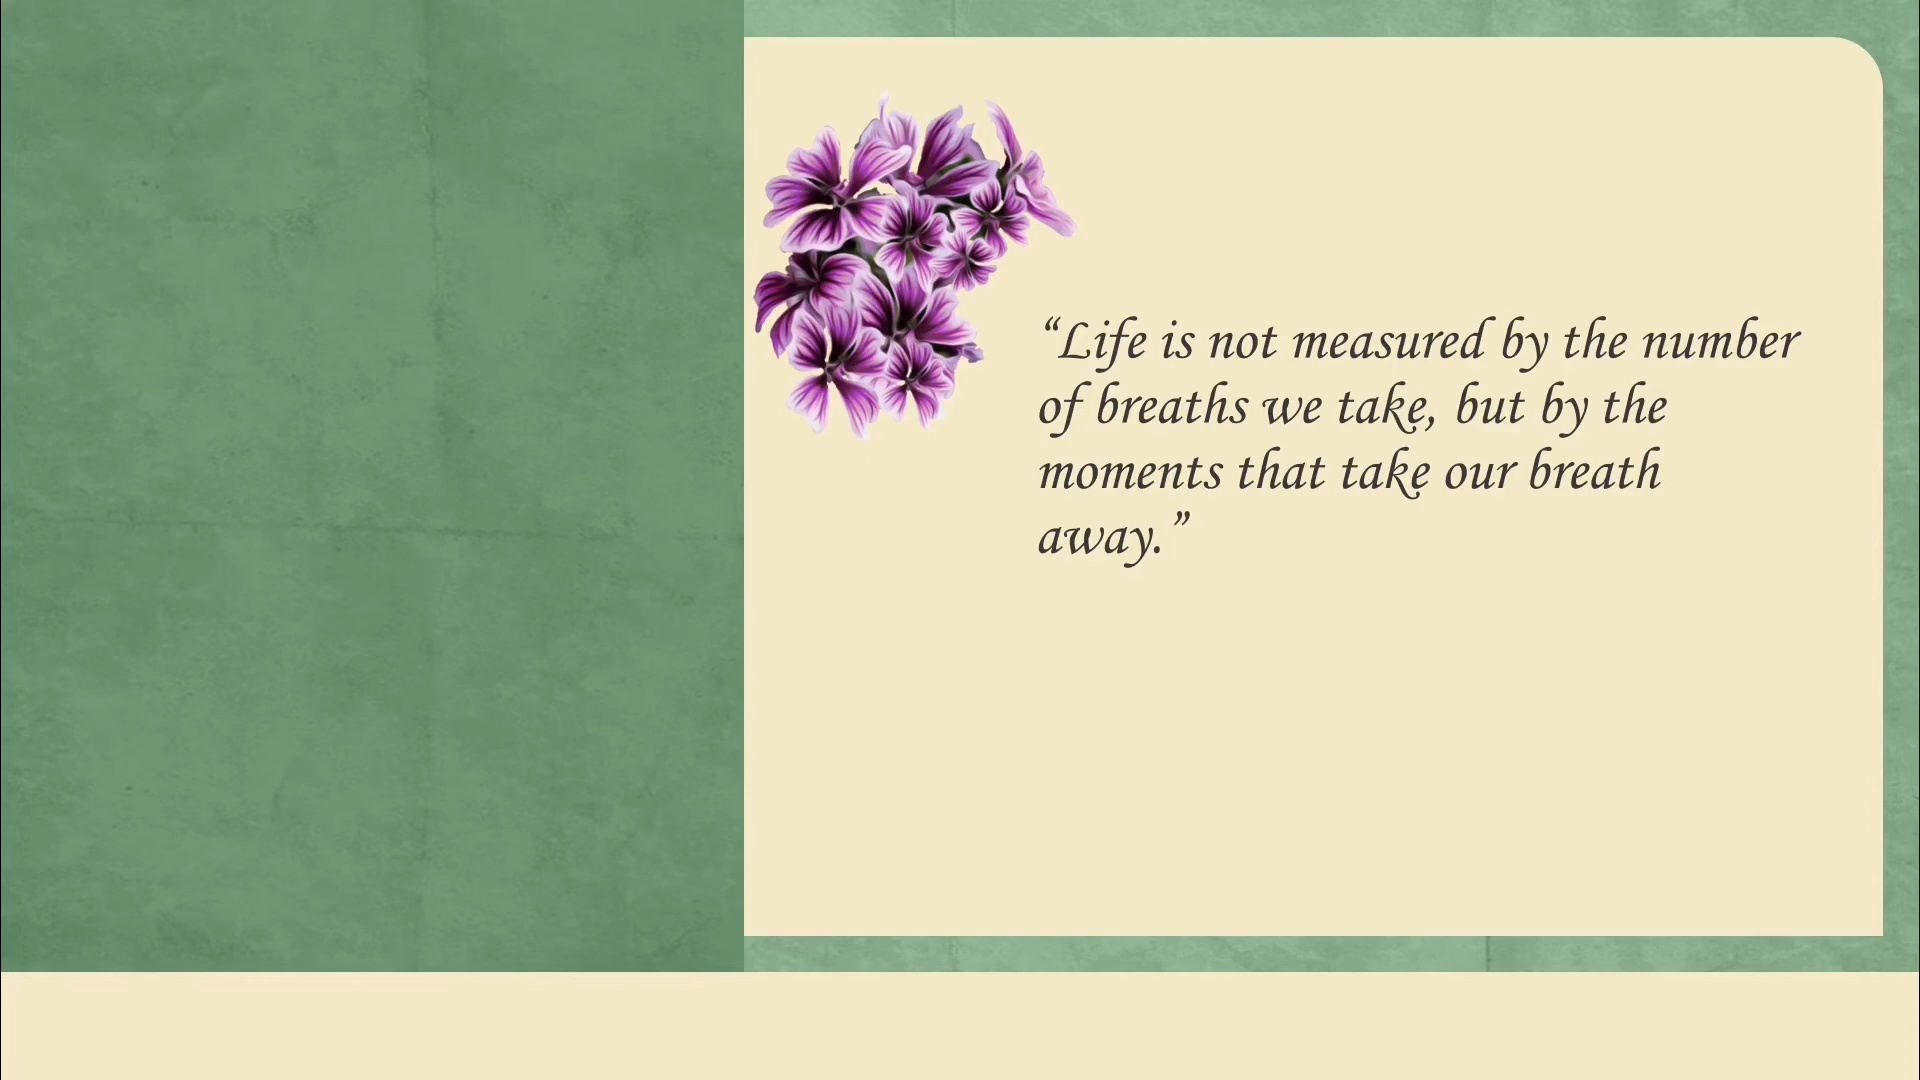 “Life is not measured by the number
of breaths we take, but by the
moments that take our breath
away.”